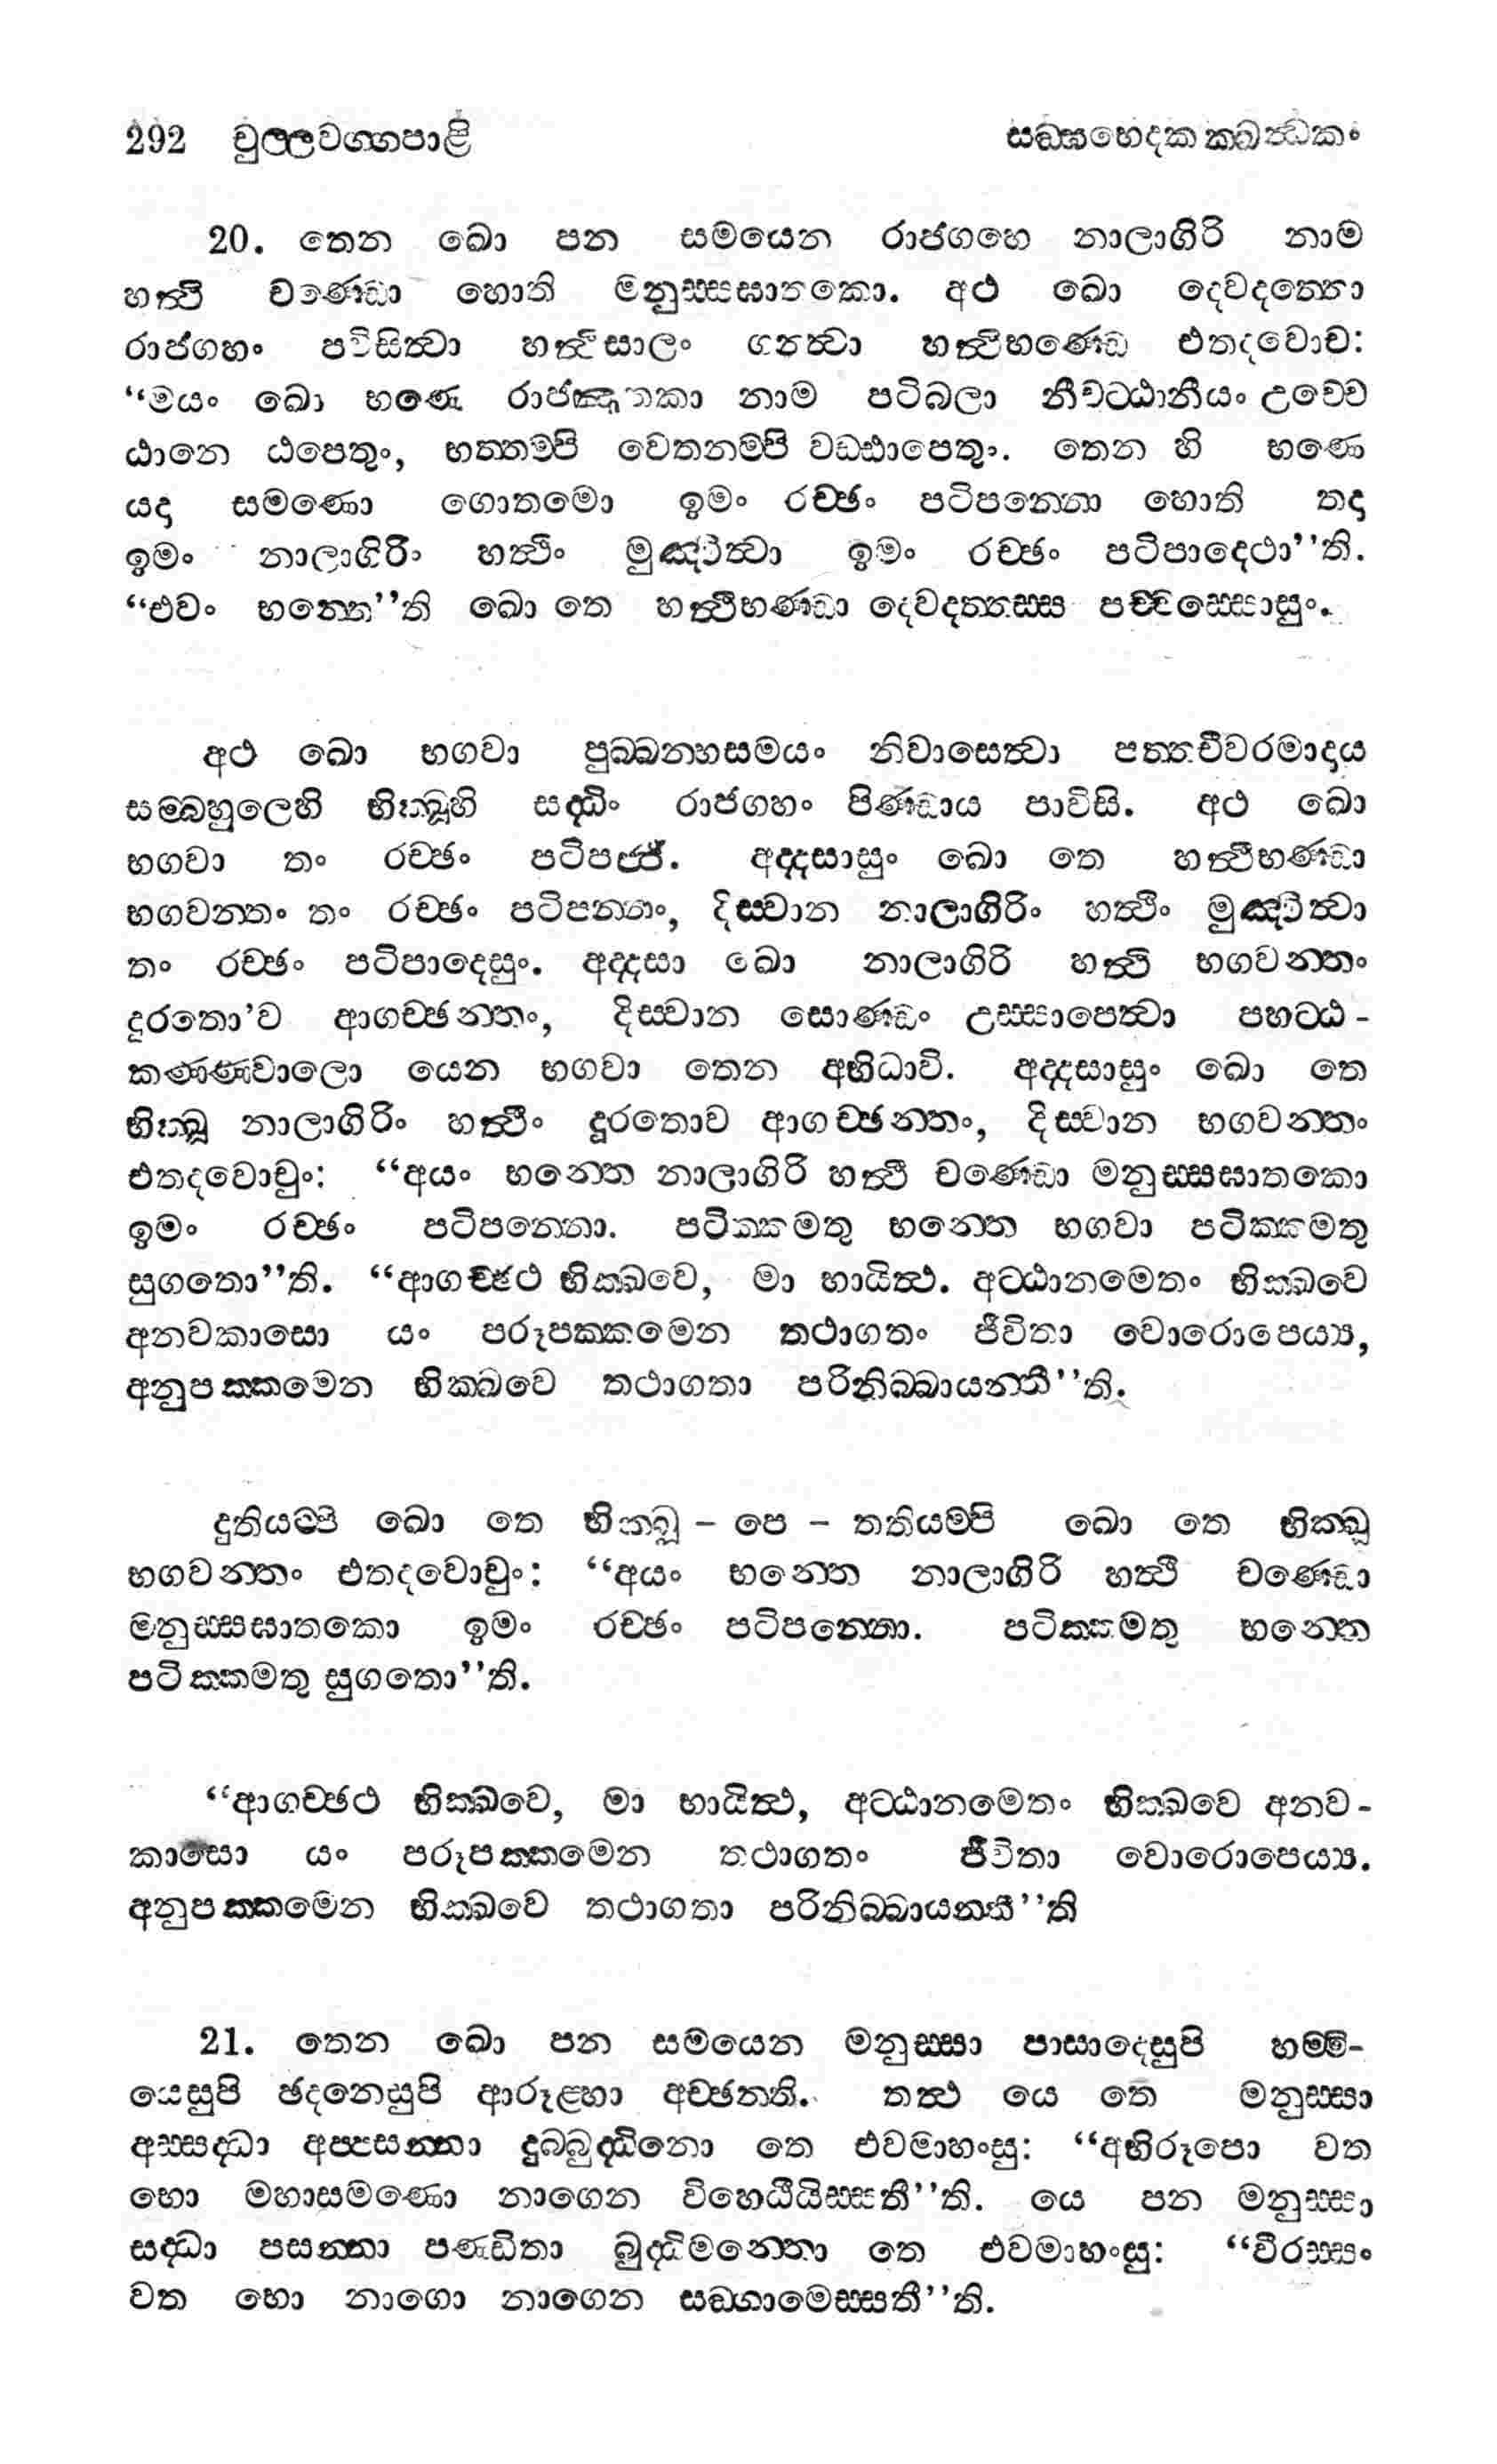 292 චුල්ලවග්ගපාළි සඞ්ඝභෙදකක්ඛන්ධකං
20. තෙන ඛො පන සමයෙන රාජගහෙ නාලාගිරි නාම
හත්ථි චණ්ඩො හොති මනුස්සඝාතකො. අථ ඛො දෙවදත්තො
රාජගහං පවිසිත්වා හත්ථිසාලං ගන්ත්වා හත්ථිභණ්ඩෙ එතදවොච:
“මයං ඛො භණෙ රාජඤාතකා නාම පටිබලා නීචට්ඨානීයං උච්චෙ
ඨානෙ ඨපෙතුං, භත්තම්පි වෙතනම්පි වඩ්ඪාපෙතුං. තෙන හි භණෙ
යදා සමණො ගොතමො ඉමං රච්ඡං පටිපන්නො හොති තදා
ඉමං නාලාගිරිං හත්ථිං මුඤ්චිත්වා ඉමං රච්ඡං පටිපාදෙථා’’ති.
“එවං භන්තෙ’’ති ඛො තෙ හත්ථිභණ්ඩා දෙවදත්තස්ස පච්චස්සොසුං.
අථ ඛො භගවා පුබ්බන්හසමයං නිවාසෙත්වා පත්තචීවරමාදාය
සම්බහුලෙහි භික්ඛූහි සද්ධිං රාජගහං පිණ්ඩාය පාවිසි. අථ ඛො
භගවා තං රච්ඡං පටිපජ්ජි. අද්දසාසුං ඛො තෙ හත්ථිභණ්ඩා
භගවන්තං තං රච්ඡං පටිපන්නං, දිස්වාන නාලාගිරිං හත්ථිං මුඤ්චිත්වා
තං රච්ඡං පටිපාදෙසුං. අද්දසා ඛො නාලාගිරි හත්ථි භගවන්තං
දූරතො’ව ආගච්ඡන්තං, දිස්වාන සොණ්ඩං උස්සාපෙත්වා පහට්ඨ-
කණ්ණවාලො යෙන භගවා තෙන අභිධාවි. අද්දසාසුං ඛො තෙ
භික්ඛූ නාලාගිරිං හත්ථිං දූරතොව ආගච්ඡන්තං, දිස්වාන භගවන්තං
එතදවොචුං: “අයං භන්තෙ නාලාගිරි හත්ථි චණ්ඩො මනුස්සඝාතකො
ඉමං රච්ඡං පටිපන්නො. පටික්කමතු භන්තෙ භගවා පටික්කමතු
සුගතො’’ති. “ආගච්ඡථ භික්ඛවෙ, මා භායිත්ථ. අට්ඨානමෙතං භික්ඛවෙ
අනවකාසො යං පරූපක්කමෙන තථාගතං ජීවිතා වොරොපෙය්‍ය,
අනුපක්කමෙන භික්ඛවෙ තථාගතා පරිනිබ්බායන්තී’’ති.
දුතියම්පි ඛො තෙ භික්ඛූ – පෙ – තතියම්පි ඛො තෙ භික්ඛූ
භගවන්තං එතදවොචුං: “අයං භන්තෙ නාලාගිරි හත්ථි චණ්ඩො
මනුස්සඝාතකො ඉමං රච්ඡං පටිපන්නො. පටික්කමතු භන්තෙ
පටික්කමතු සුගතො’’ති.
“ආගච්ඡථ භික්ඛවෙ, මා භායිත්ථ, අට්ඨානමෙතං භික්ඛවෙ අනව-
කාසො යං පරූපක්කමෙන තථාගතං ජීවිතා වොරොපෙය්‍ය.
අනුපක්කමෙන භික්ඛවෙ තථාගතා පරිනිබ්බායන්තී’’ති
21. තෙන ඛො පන සමයෙන මනුස්සා පාසාදෙසුපි හම්මි-
යෙසුපි ඡදනෙසුපි ආරූළ්හා අච්ඡන්ති. තත්ථ යෙ තෙ මනුස්සා
අස්සද්ධා අප්පසන්නා දුබ්බුද්ධිනො තෙ එවමාහංසු: “අභිරූපො වත
භො මහාසමණො නාගෙන විහෙඨීයිස්සතී’’ති. යෙ පන මනුස්සා
සද්ධා පසන්නා පණ්ඩිතා බුද්ධිමන්තො තෙ එවමාහංසු: “චිරස්සං
වත භො නාගො නාගෙන සඞ්ගාමෙස්සතී’’ති.